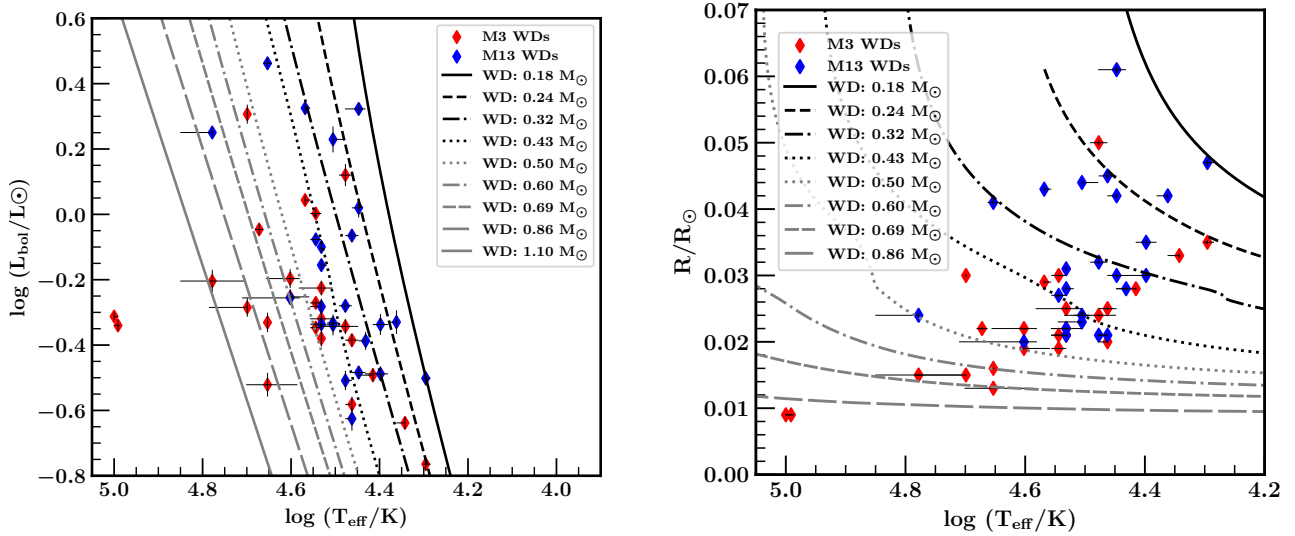 0.6
0.4
0.2
0.0
−0.2
−0.4
−0.6
−0.8
log (L_bol/L⊙)
5.0 4.8 4.6 4.4 4.2 4.0
log (T_eff/K)
M3 WDs
M13 WDs
WD: 0.18 M⊙
WD: 0.24 M⊙
WD: 0.32 M⊙
WD: 0.43 M⊙
WD: 0.50 M⊙
WD: 0.60 M⊙
WD: 0.69 M⊙
WD: 0.86 M⊙
WD: 1.10 M⊙
0.07
0.06
0.05
0.04
0.03
0.02
0.01
0.00
R/R⊙
5.0 4.8 4.6 4.4 4.2
log (T_eff/K)
M3 WDs
M13 WDs
WD: 0.18 M⊙
WD: 0.24 M⊙
WD: 0.32 M⊙
WD: 0.43 M⊙
WD: 0.50 M⊙
WD: 0.60 M⊙
WD: 0.69 M⊙
WD: 0.86 M⊙